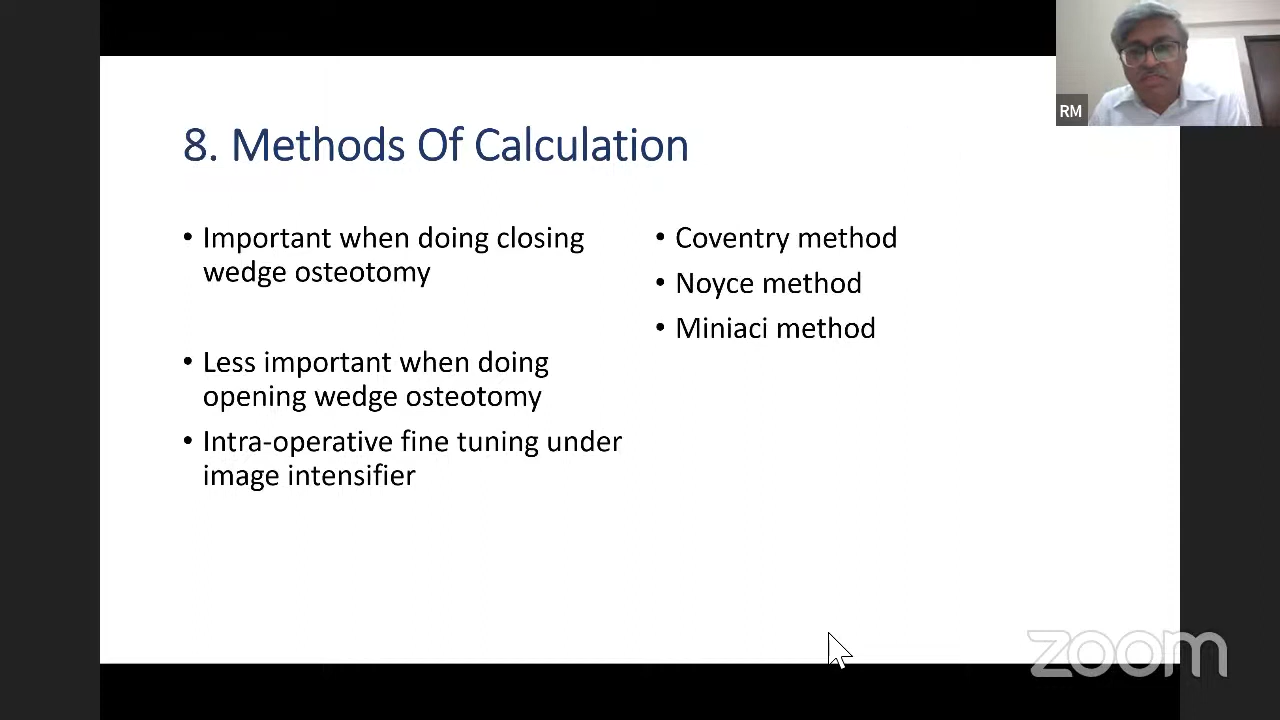 RM
8. Methods Of Calculation
• Important when doing closing
wedge osteotomy
• Less important when doing
opening wedge osteotomy
• Intra-operative fine tuning under
image intensifier
• Coventry method
• Noyce method
• Miniaci method
zoom